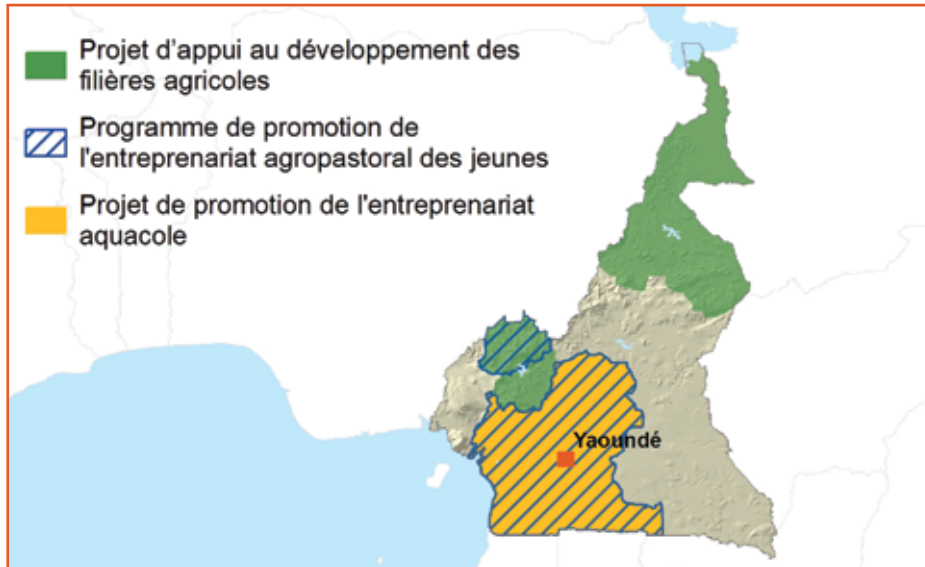 Projet d'appui au développement des
filières agricoles
Programme de promotion de
l'entreprenariat agropastoral des jeunes
Projet de promotion de l'entreprenariat
aquacole
Yaoundé